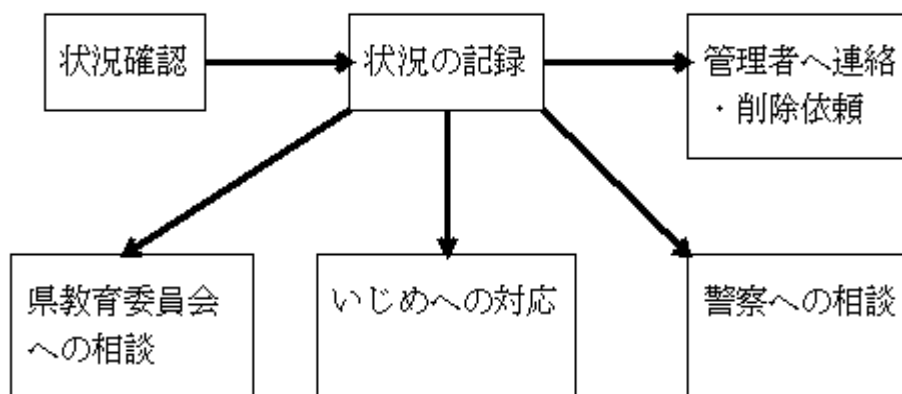 状況確認
状況の記録
管理者へ連絡
・削除依頼
県教育委員会
への相談
いじめへの対応
警察への相談